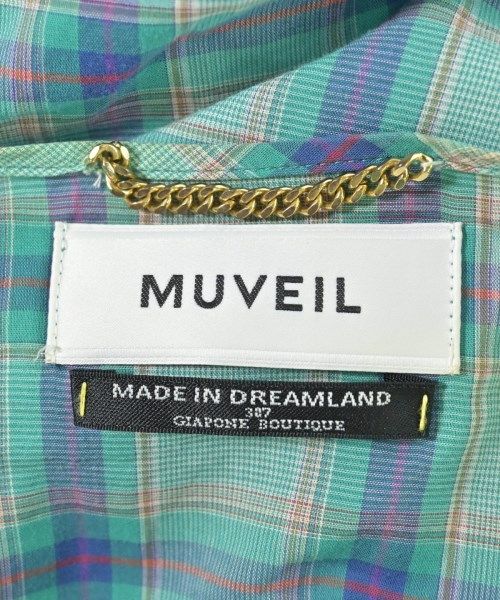 MUVEIL
MADE IN DREAMLAND
387
GIAPONE BOUTIQUE